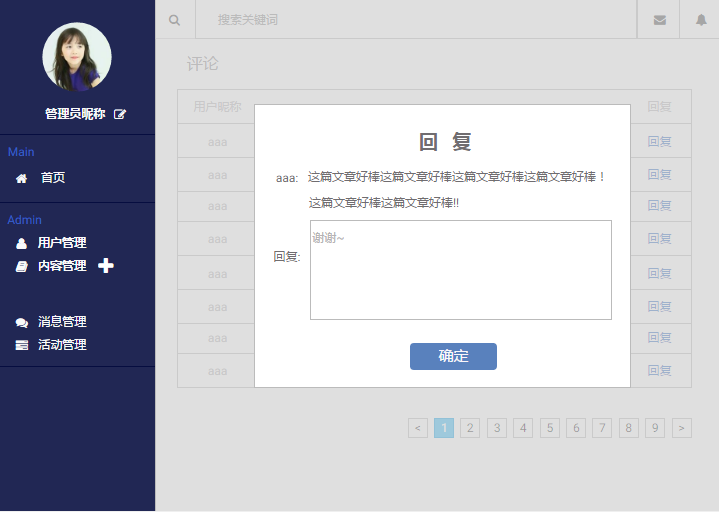 搜索关键词
管理员昵称
Main
首页
Admin
用户管理
内容管理
消息管理
活动管理
评论
用户昵称 回复
aaa 回复
aaa 回复
aaa 回复
aaa 回复
aaa 回复
aaa 回复
aaa 回复
aaa 回复
回 复
aaa: 这篇文章好棒这篇文章好棒这篇文章好棒这篇文章好棒！
这篇文章好棒这篇文章好棒!!
回复: 谢谢~
确定
< 1 2 3 4 5 6 7 8 9 >